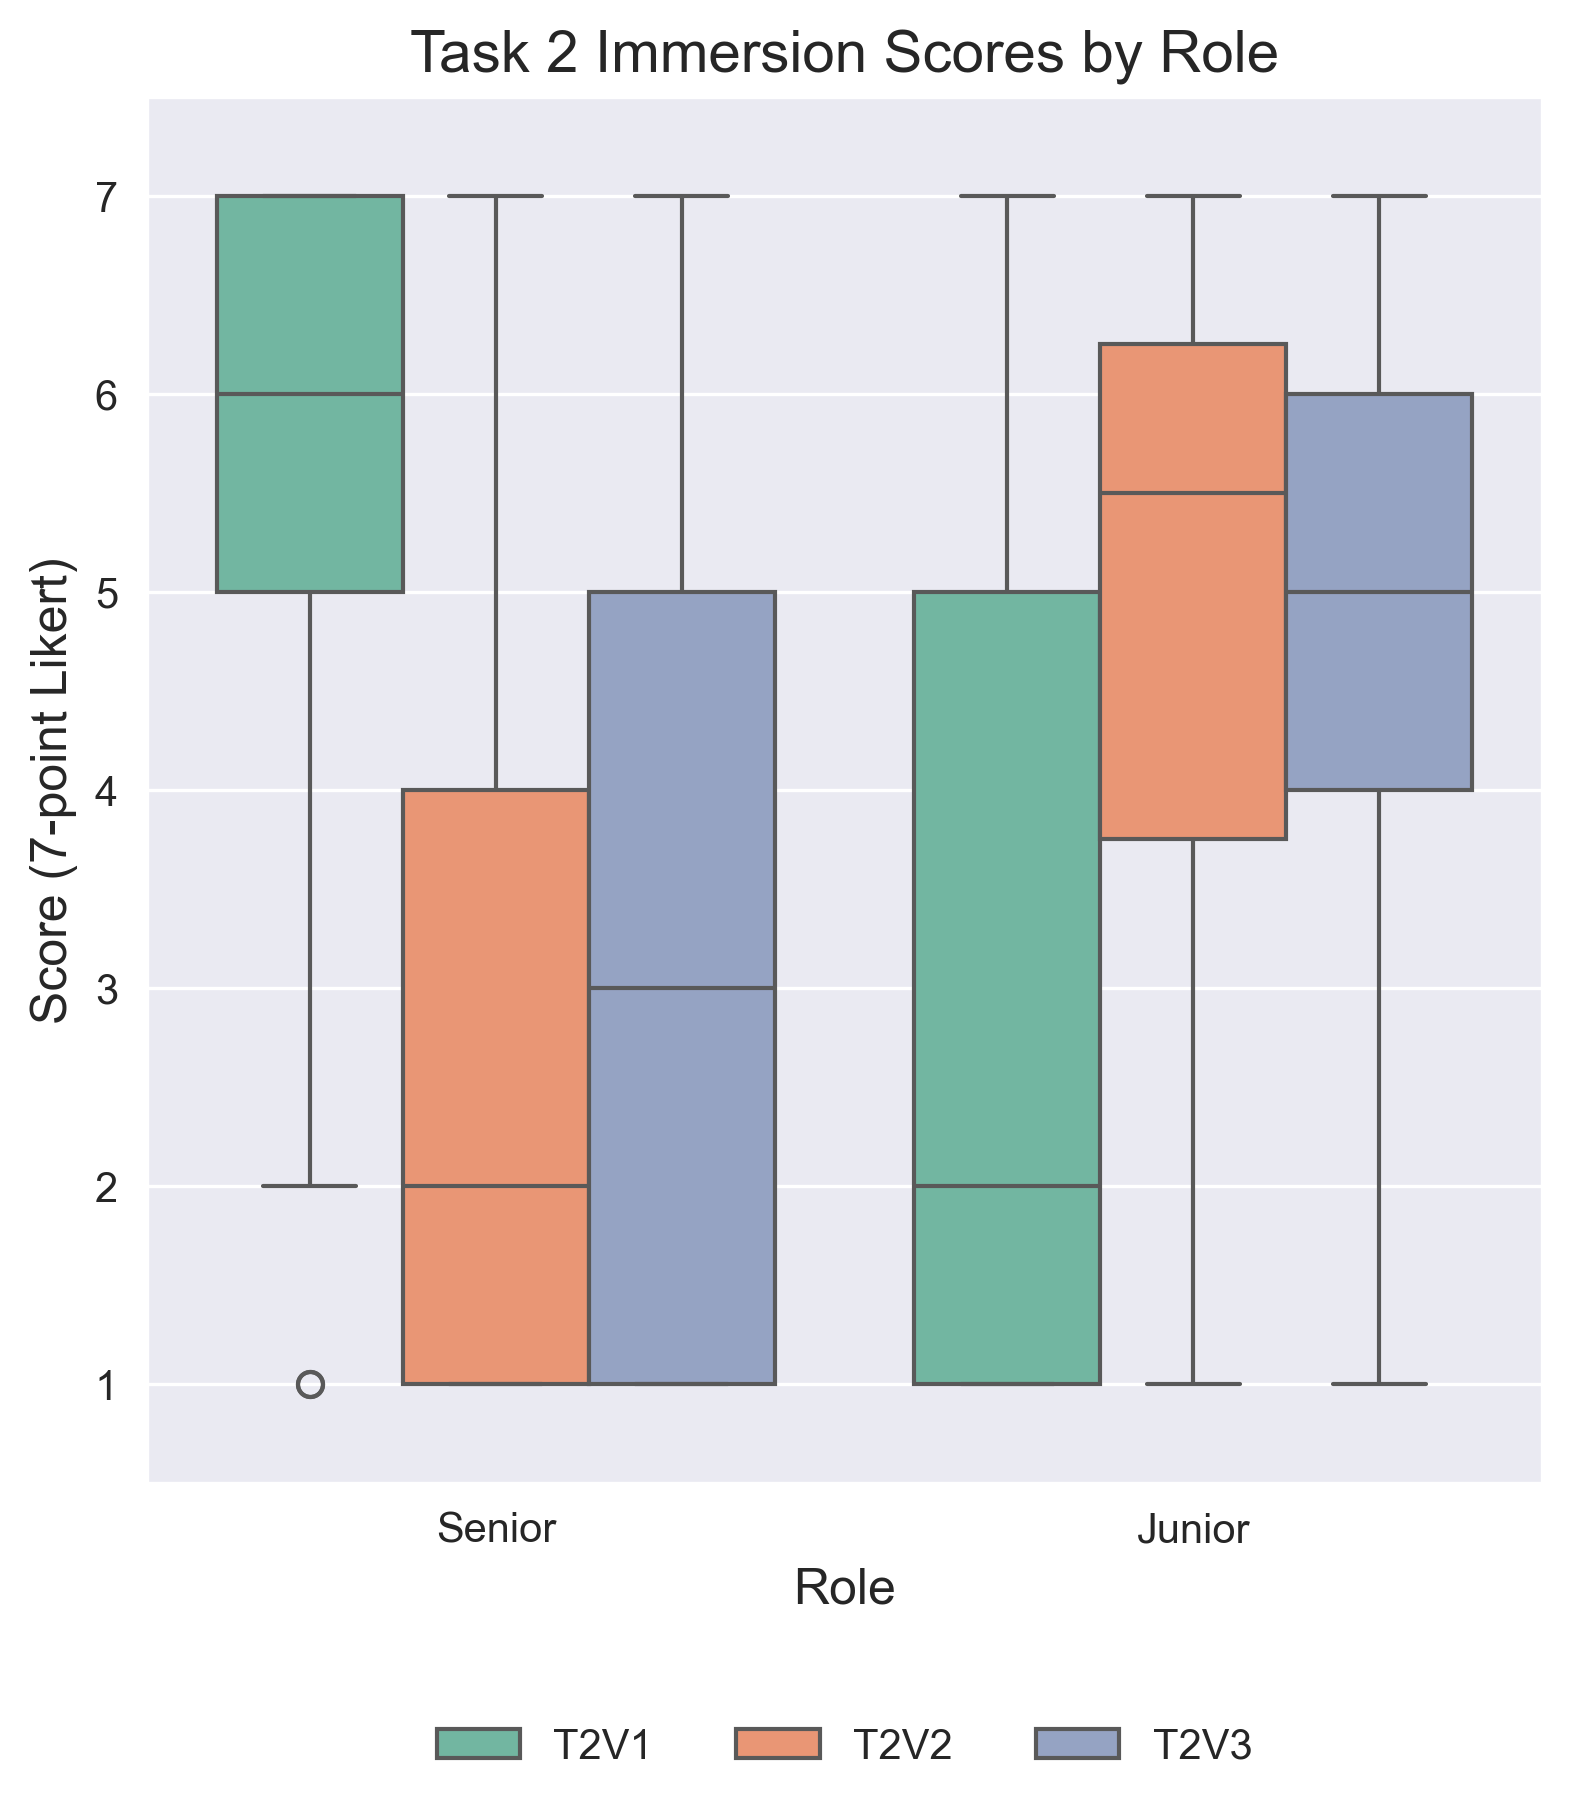 Task 2 Immersion Scores by Role
Score (7-point Likert)
7
6
5
4
3
2
1
Senior Junior
Role
T2V1 T2V2 T2V3